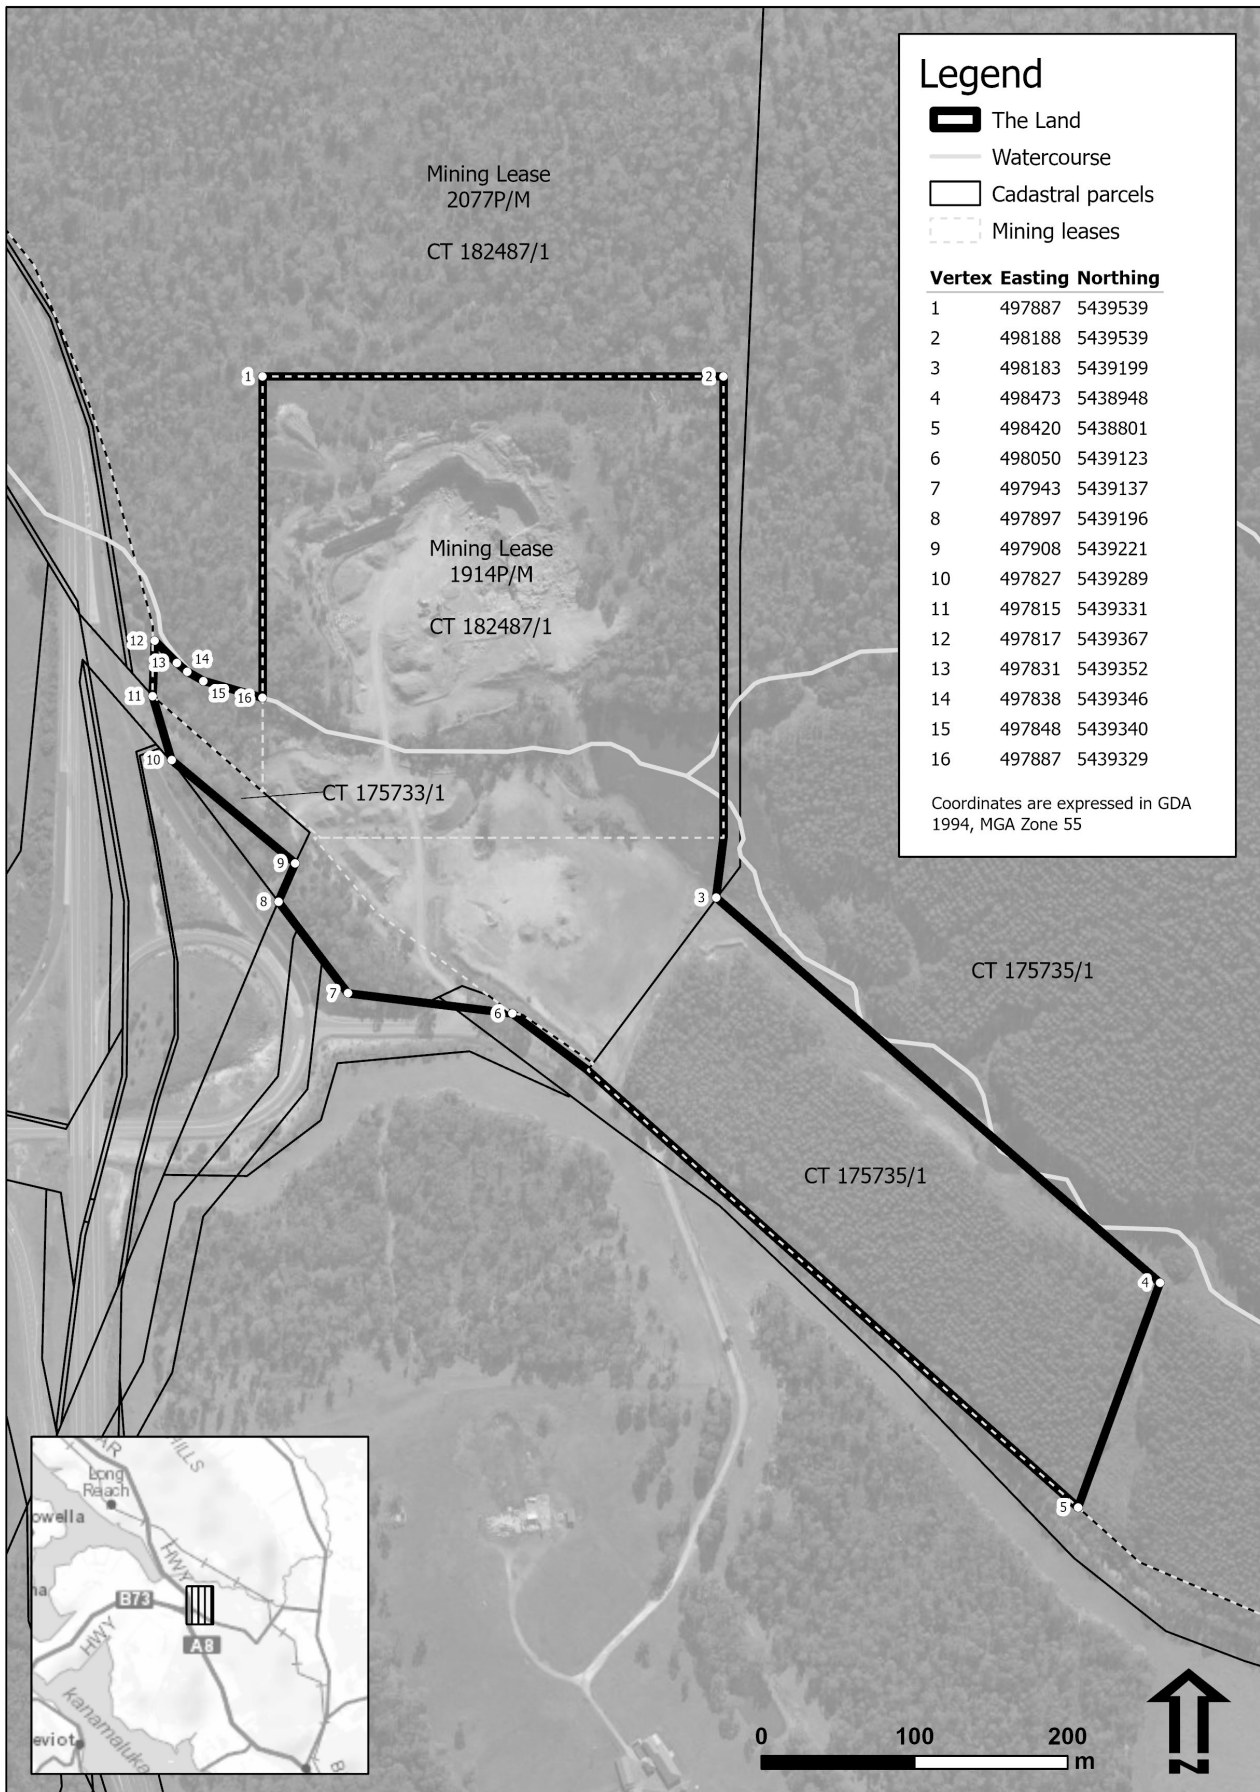 Mining Lease
2077P/M
CT 182487/1
1
2
Mining Lease
1914P/M
CT 182487/1
12
13
14
15
16
11
10
CT 175733/1
9
8
3
7
6
CT 175735/1
CT 175735/1
4
5
Legend
The Land
Watercourse
Cadastral parcels
Mining leases
Vertex Easting Northing
1 497887 5439539
2 498188 5439539
3 498183 5439199
4 498473 5438948
5 498420 5438801
6 498050 5439123
7 497943 5439137
8 497897 5439196
9 497908 5439221
10 497827 5439289
11 497815 5439331
12 497817 5439367
13 497831 5439352
14 497838 5439346
15 497848 5439340
16 497887 5439329
Coordinates are expressed in GDA
1994, MGA Zone 55
AR
HILLS
Long
Reach
owella
HWY
na
B73
HWY
A8
kanamaluka
eviot
B
0 100 200
m
N